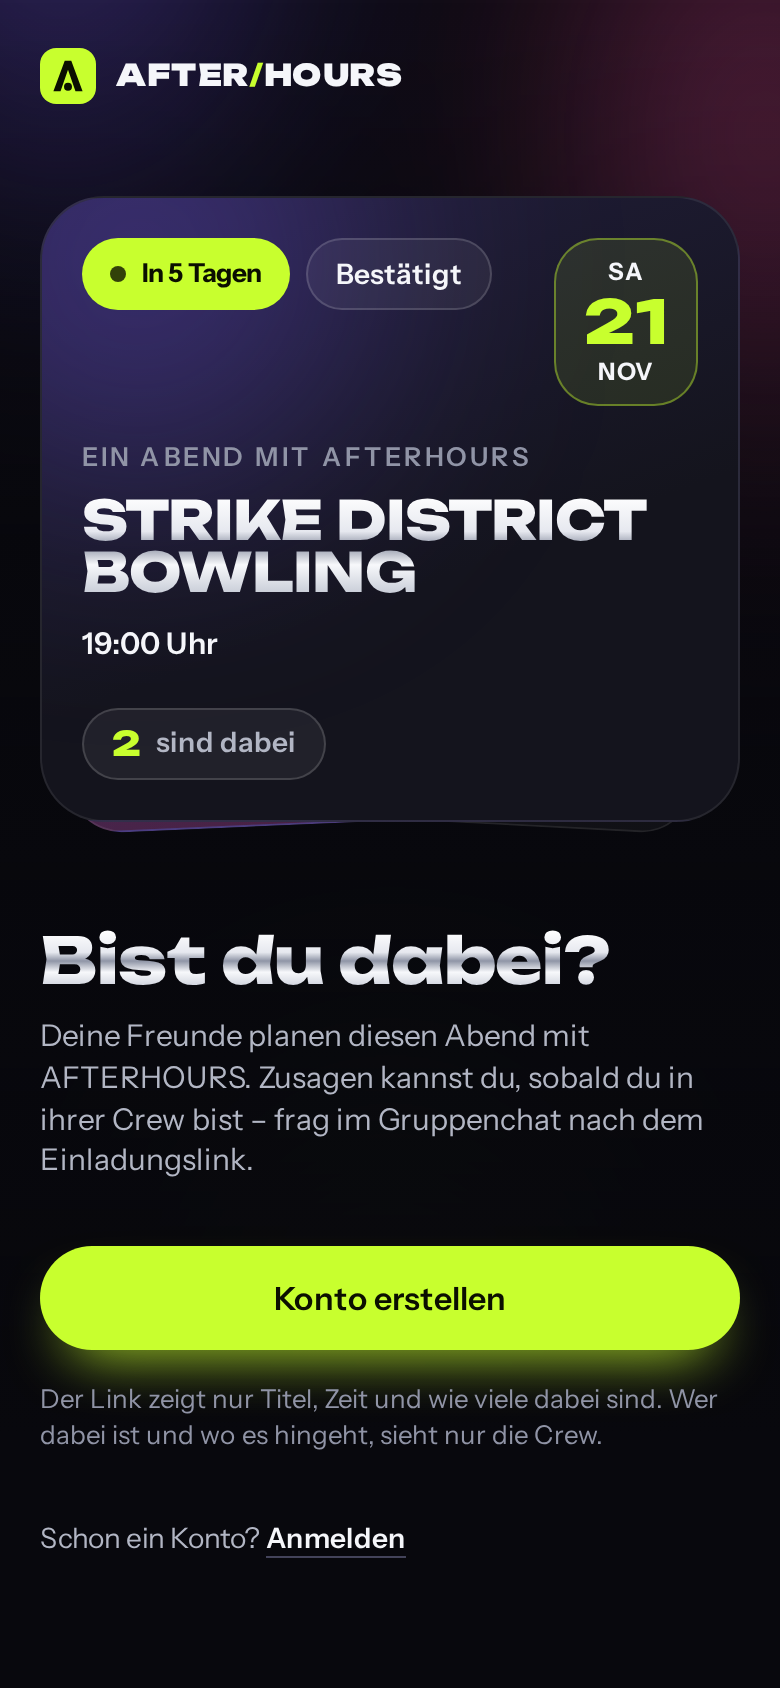 AFTER/HOURS
In 5 Tagen
Bestätigt
SA
21
NOV
EIN ABEND MIT AFTERHOURS
STRIKE DISTRICT
BOWLING
19:00 Uhr
2 sind dabei
Bist du dabei?
Deine Freunde planen diesen Abend mit
AFTERHOURS. Zusagen kannst du, sobald du in
ihrer Crew bist – frag im Gruppenchat nach dem
Einladungslink.
Konto erstellen
Der Link zeigt nur Titel, Zeit und wie viele dabei sind. Wer
dabei ist und wo es hingeht, sieht nur die Crew.
Schon ein Konto? Anmelden